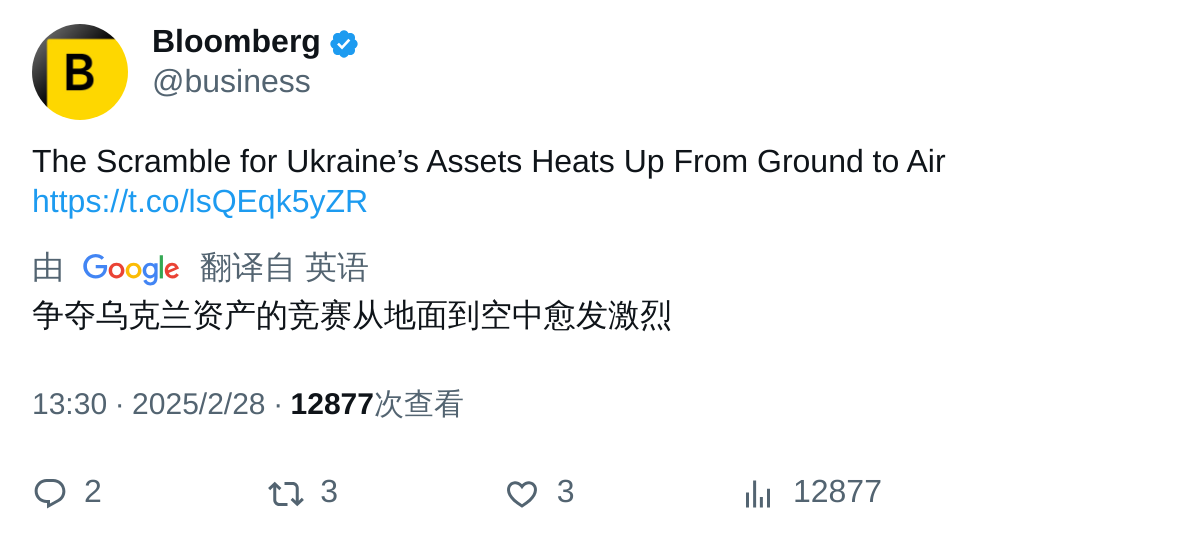 B
Bloomberg
@business
The Scramble for Ukraine’s Assets Heats Up From Ground to Air
https://t.co/lsQEqk5yZR
由 Google 翻译自 英语
争夺乌克兰资产的竞赛从地面到空中愈发激烈
13:30 · 2025/2/28 · 12877次查看
2 3 3 12877